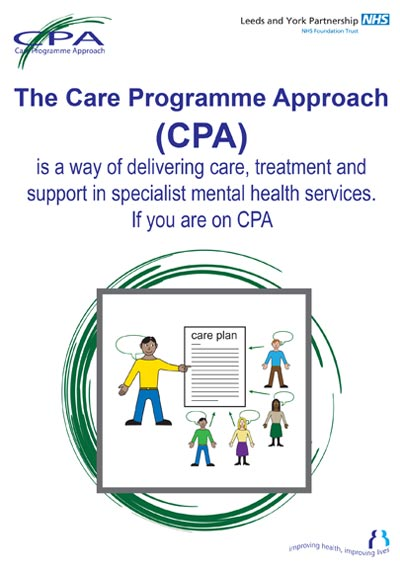 CPA
Care Programme Approach
Leeds and York Partnership NHS
NHS Foundation Trust
The Care Programme Approach
(CPA)
is a way of delivering care, treatment and
support in specialist mental health services.
If you are on CPA
care plan
improving health, improving lives